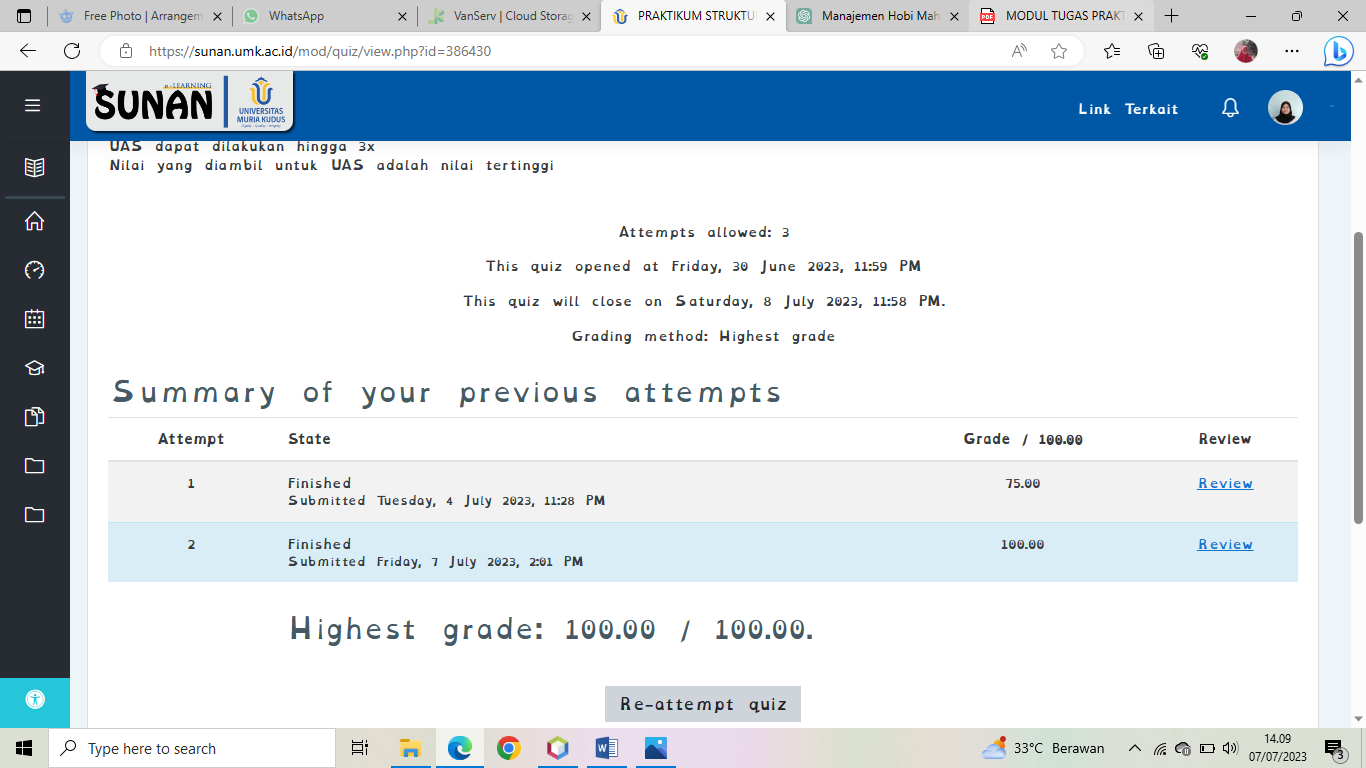 Free Photo | Arrangem
WhatsApp
VanServ | Cloud Storag
PRAKTIKUM STRUKTU
Manajemen Hobi Mah
PDF
MODUL TUGAS PRAKT
https://sunan.umk.ac.id/mod/quiz/view.php?id=386430
e-LEARNING
SUNAN
UNIVERSITAS
MURIA KUDUS
Link Terkait
UAS dapat dilakukan hingga 3x
Nilai yang diambil untuk UAS adalah nilai tertinggi
Attempts allowed: 3
This quiz opened at Friday, 30 June 2023, 11:59 PM
This quiz will close on Saturday, 8 July 2023, 11:58 PM.
Grading method: Highest grade
Summary of your previous attempts
Attempt State Grade / 100.00 Review
1 Finished 75.00 Review
Submitted Tuesday, 4 July 2023, 11:28 PM
2 Finished 100.00 Review
Submitted Friday, 7 July 2023, 2:01 PM
Highest grade: 100.00 / 100.00.
Re-attempt quiz
Type here to search
33°C Berawan
14.09
07/07/2023
3